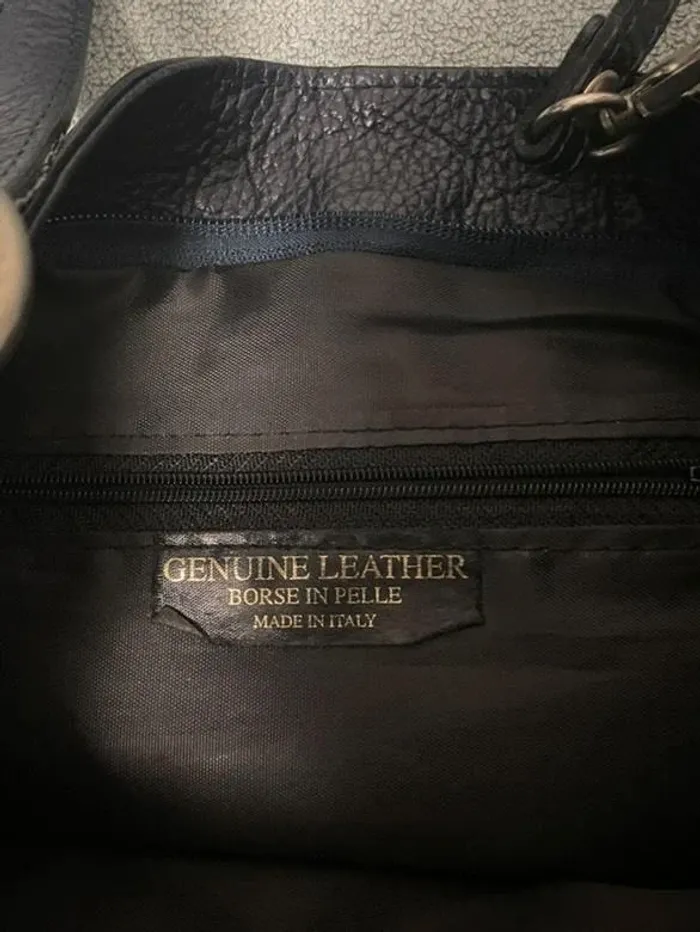 GENUINE LEATHER
BORSE IN PELLE
MADE IN ITALY